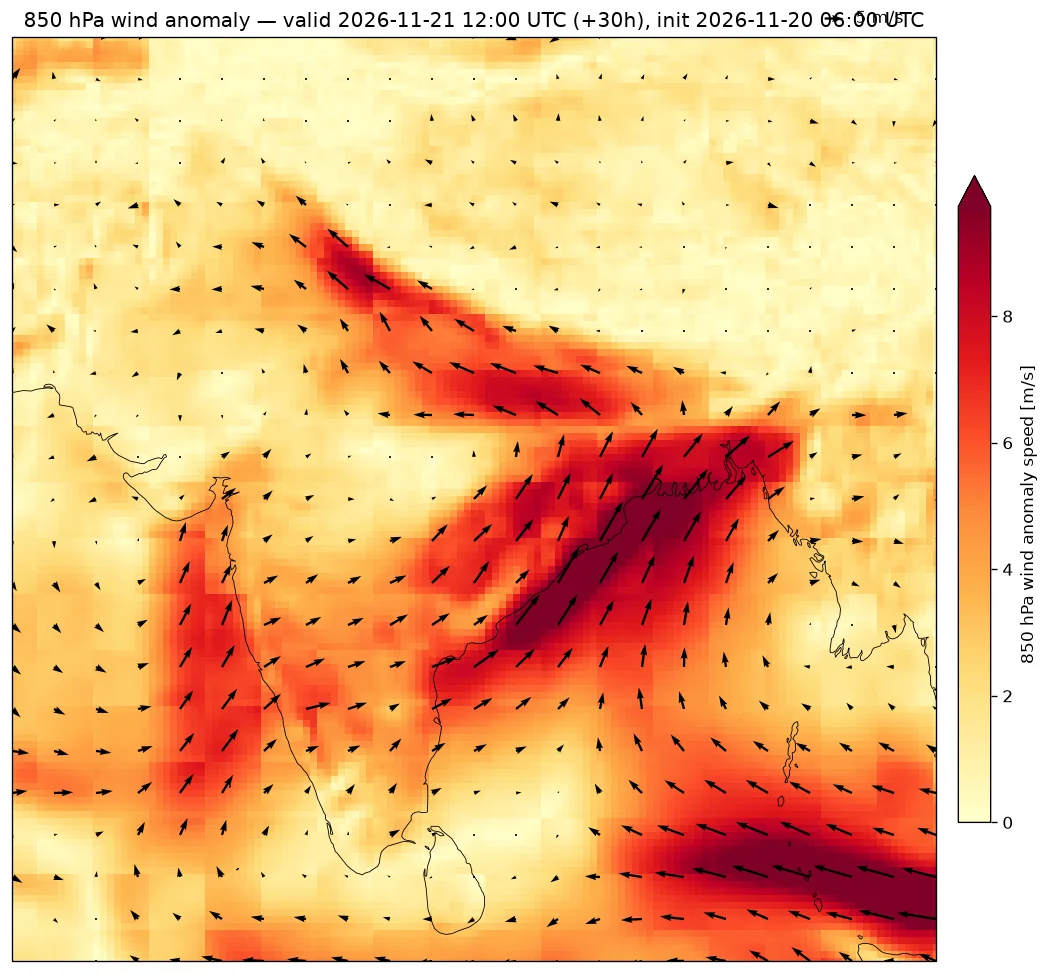 850 hPa wind anomaly — valid 2026-11-21 12:00 UTC (+30h), init 2026-11-20 06:00 UTC
5 m/s
8
6
4
2
0
850 hPa wind anomaly speed [m/s]